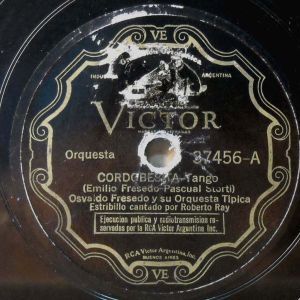 VE
INDUSTRIA ARGENTINA
VICTOR
Orquesta 37456-A
CORDOBESITA-Tango
(Emilio Fresedo-Pascual Storti)
Osvaldo Fresedo y su Orquesta Típica
Estribillo cantado por Roberto Ray
Ejecucion publica y radiotransmision re-
servadas por la RCA Victor Argentina Inc.
RCA Victor Argentina, Inc.
BUENOS AIRES
VE